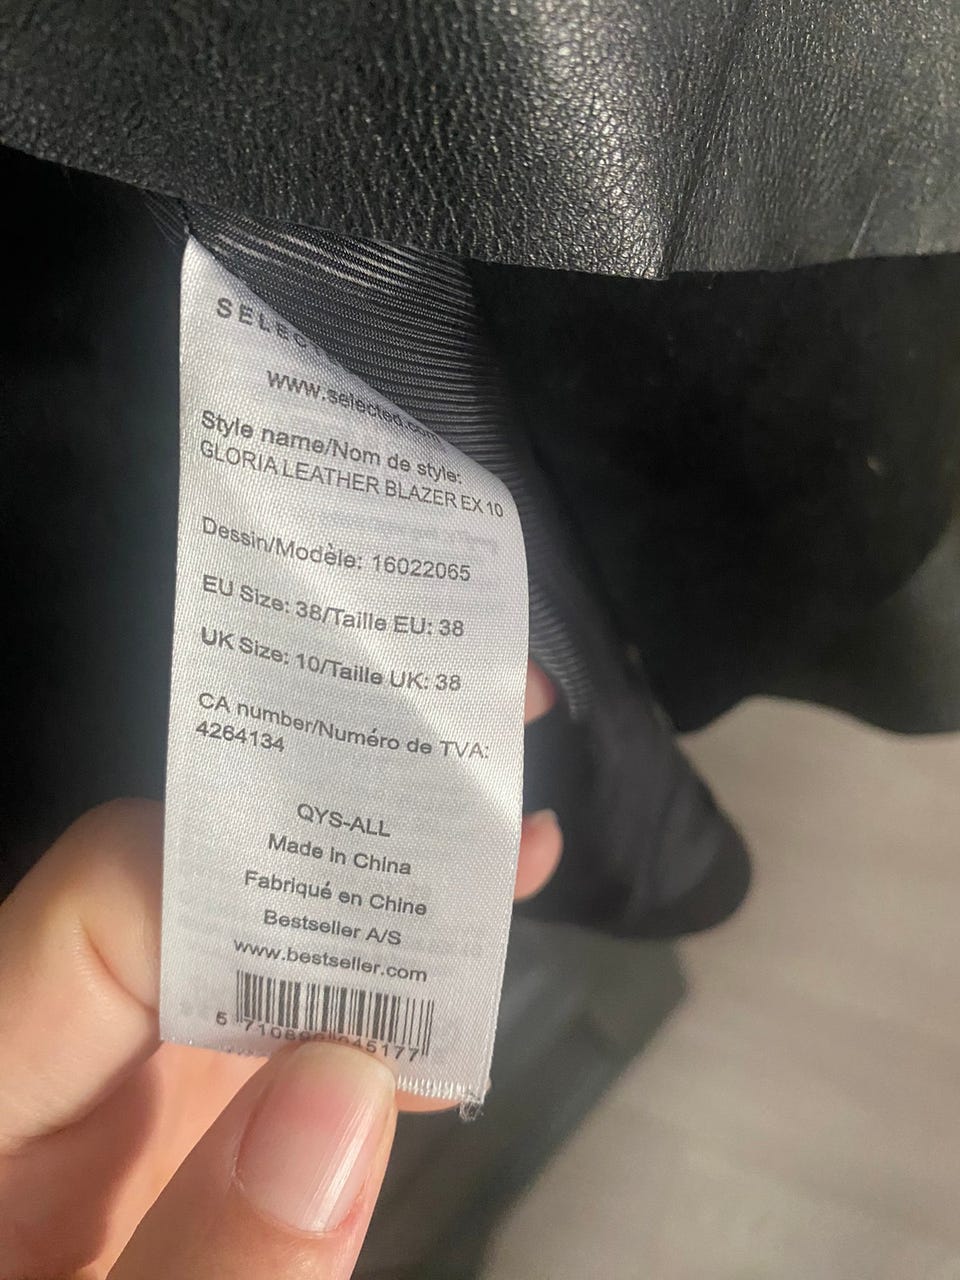 SELEC
www.selected.com
Style name/Nom de style:
GLORIA LEATHER BLAZER EX 10
Dessin/Modèle: 16022065
EU Size: 38/Taille EU: 38
UK Size: 10/Taille UK: 38
CA number/Numéro de TVA:
4264134
QYS-ALL
Made in China
Fabriqué en Chine
Bestseller A/S
www.bestseller.com